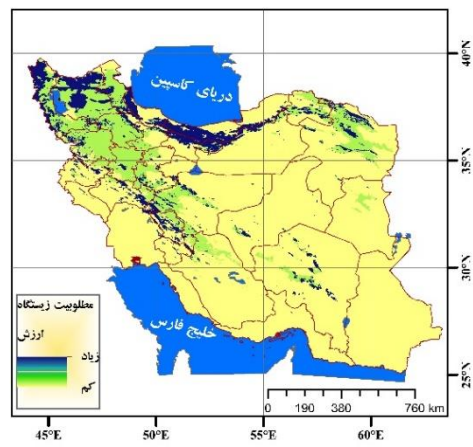 40°N
35°N
30°N
25°N
دریای کاسپین
خلیج فارس
مطلوبیت زیستگاه
ارزش
زیاد
کم
0 190 380 760 km
45°E 50°E 55°E 60°E